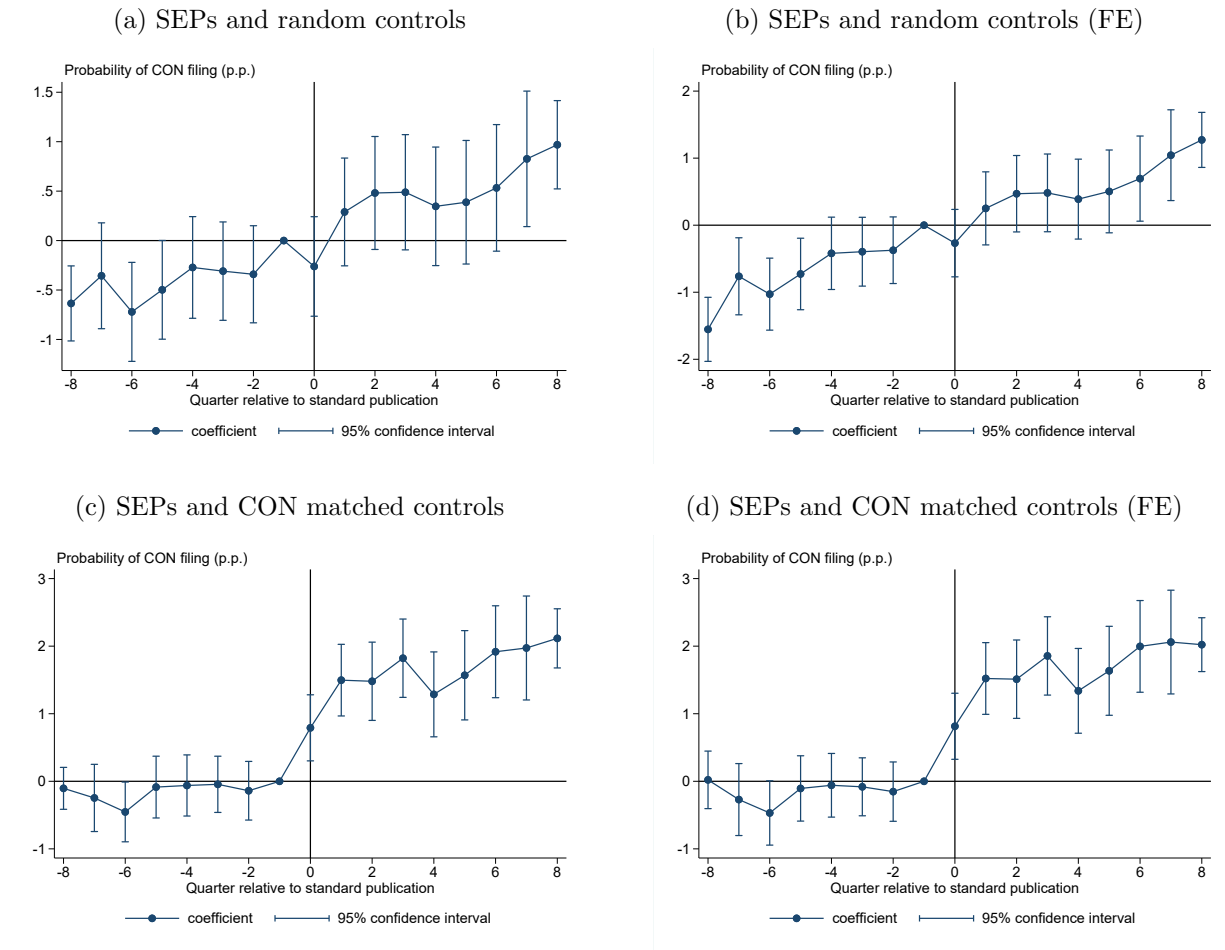 (a) SEPs and random controls
Probability of CON filing (p.p.)
1.5
1
.5
0
-.5
-1
-8 -6 -4 -2 0 2 4 6 8
Quarter relative to standard publication
coefficient 95% confidence interval
(b) SEPs and random controls (FE)
Probability of CON filing (p.p.)
2
1
0
-1
-2
-8 -6 -4 -2 0 2 4 6 8
Quarter relative to standard publication
coefficient 95% confidence interval
(c) SEPs and CON matched controls
Probability of CON filing (p.p.)
3
2
1
0
-1
-8 -6 -4 -2 0 2 4 6 8
Quarter relative to standard publication
coefficient 95% confidence interval
(d) SEPs and CON matched controls (FE)
Probability of CON filing (p.p.)
3
2
1
0
-1
-8 -6 -4 -2 0 2 4 6 8
Quarter relative to standard publication
coefficient 95% confidence interval